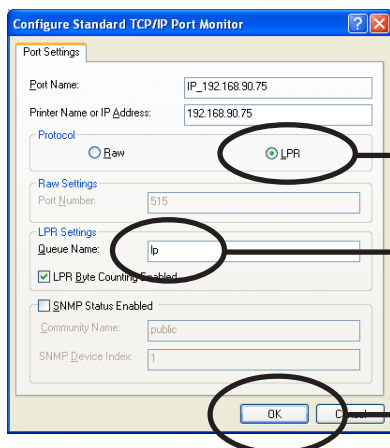 Configure Standard TCP/IP Port Monitor
Port Settings
Port Name: IP_192.168.90.75
Printer Name or IP Address: 192.168.90.75
Protocol
Raw LPR
Raw Settings
Port Number: 515
LPR Settings
Queue Name: lp
LPR Byte Counting Enabled
SNMP Status Enabled
Community Name: public
SNMP Device Index: 1
OK Cancel